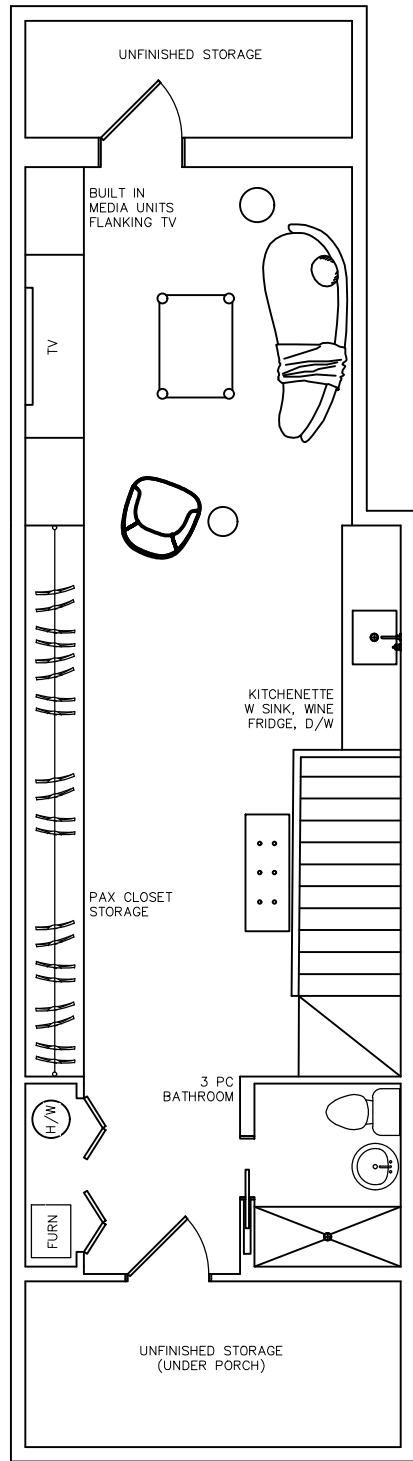 UNFINISHED STORAGE
BUILT IN
MEDIA UNITS
FLANKING TV
TV
KITCHENETTE
W SINK, WINE
FRIDGE, D/W
PAX CLOSET
STORAGE
3 PC
BATHROOM
H/W
FURN
UNFINISHED STORAGE
(UNDER PORCH)